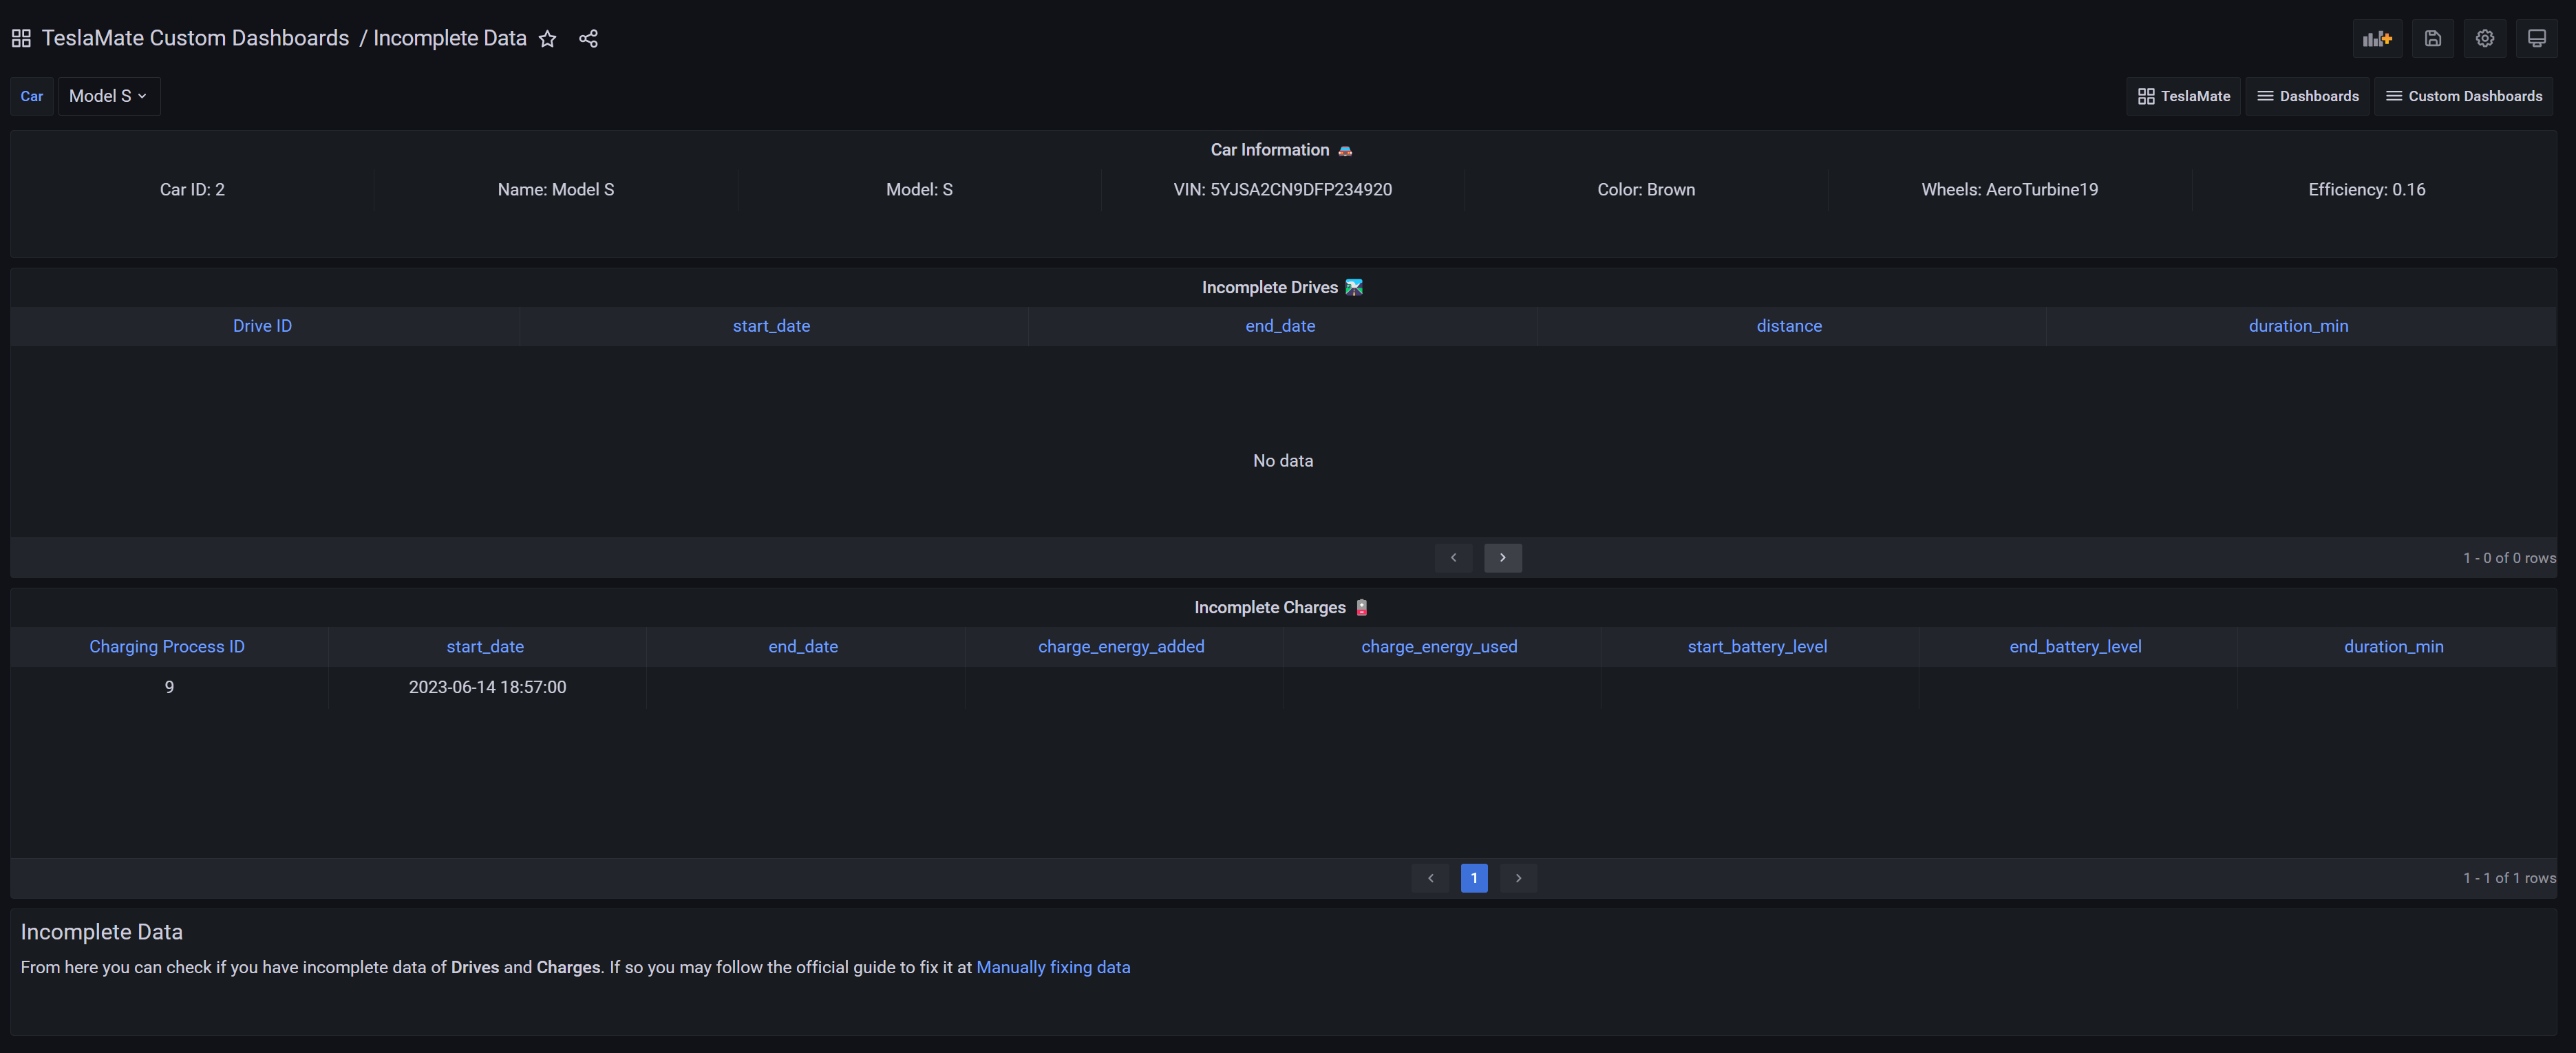 TeslaMate Custom Dashboards / Incomplete Data
Car Model S TeslaMate Dashboards Custom Dashboards
Car Information
Car ID: 2 Name: Model S Model: S VIN: 5YJSA2CN9DFP234920 Color: Brown Wheels: AeroTurbine19 Efficiency: 0.16
Incomplete Drives
Drive ID start_date end_date distance duration_min
No data
1 - 0 of 0 rows
Incomplete Charges
Charging Process ID start_date end_date charge_energy_added charge_energy_used start_battery_level end_battery_level duration_min
9 2023-06-14 18:57:00
1
1 - 1 of 1 rows
Incomplete Data
From here you can check if you have incomplete data of Drives and Charges. If so you may follow the official guide to fix it at Manually fixing data